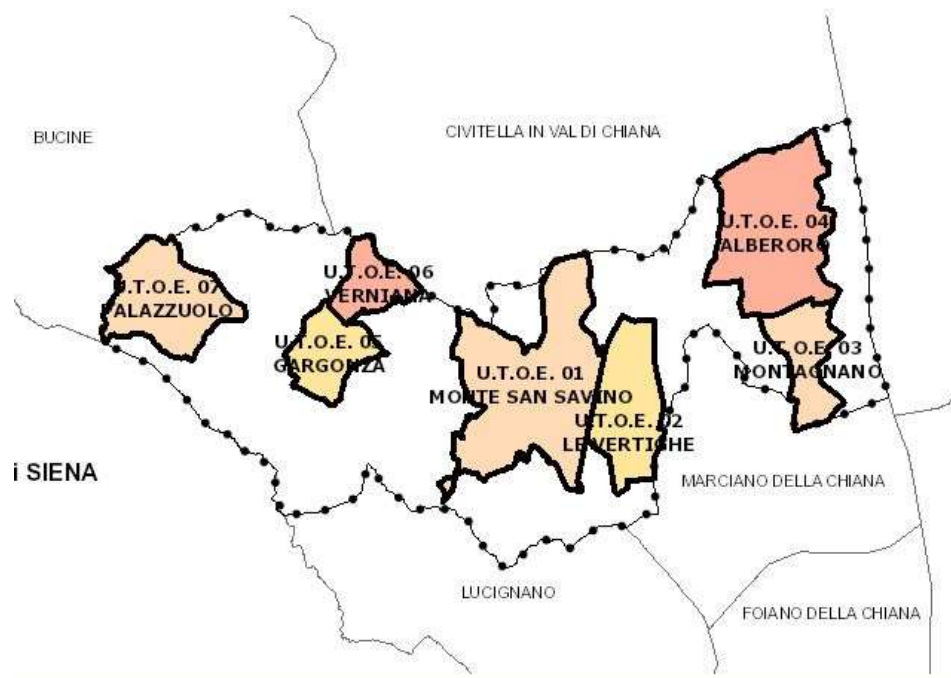 BUCINE
CIVITELLA IN VAL DI CHIANA
U.T.O.E. 04
ALBERORO
U.T.O.E. 06
VERNIANA
U.T.O.E. 07
PALAZZUOLO
U.T.O.E. 05
GARGONZA
U.T.O.E. 03
MONTAGNANO
U.T.O.E. 01
MONTE SAN SAVINO
U.T.O.E. 02
LE VERTIGHE
i SIENA
MARCIANO DELLA CHIANA
LUCIGNANO
FOIANO DELLA CHIANA